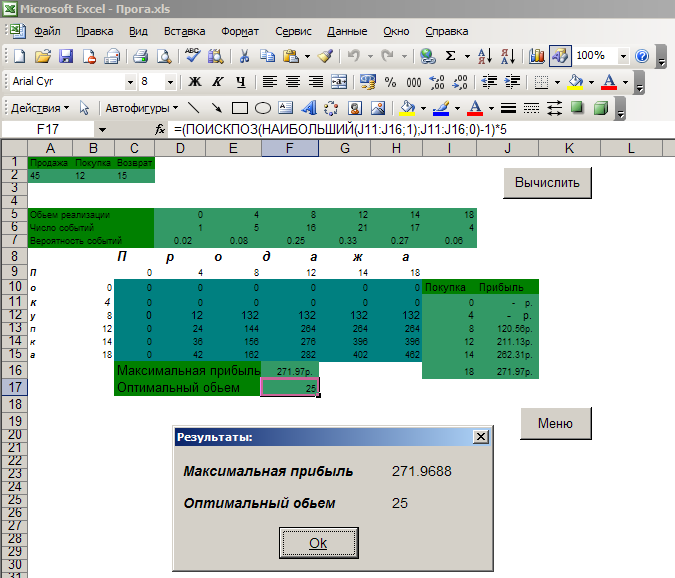 Microsoft Excel - Прога.xls
Файл Правка Вид Вставка Формат Сервис Данные Окно Справка
Σ 100%
Arial Cyr 8 Ж К Ч % 000
Действия Автофигуры
F17 fx =(ПОИСКПОЗ(НАИБОЛЬШИЙ(J11:J16;1);J11:J16;0)-1)*5
A B C D E F G H I J K L
1 Продажа Покупка Возврат
2 45 12 15
Вычислить
3
4
5 Обьем реализации 0 4 8 12 14 18
6 Число событий 1 5 16 21 17 4
7 Вероятность событий 0.02 0.08 0.25 0.33 0.27 0.06
8 П р о д а ж а
9 П 0 4 8 12 14 18
10 о 0 0 0 0 0 0 0 Покупка Прибыль
11 к 4 0 0 0 0 0 0 0 - р.
12 у 8 0 12 132 132 132 132 4 - р.
13 п 12 0 24 144 264 264 264 8 120.56р.
14 к 14 0 36 156 276 396 396 12 211.13р.
15 а 18 0 42 162 282 402 462 14 262.31р.
16 Максимальная прибыль 271.97р. 18 271.97р.
17 Оптимальный обьем 25
18
19 Меню
20
21 Результаты:
22
23 Максимальная прибыль 271.9688
24
25 Оптимальный обьем 25
26
27
28 Ok
29
30
31